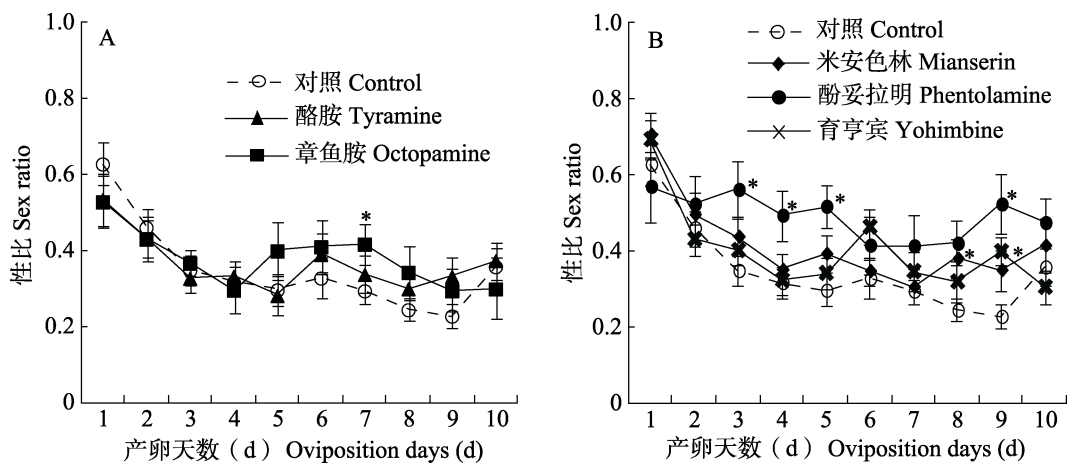 A
对照 Control
酪胺 Tyramine
章鱼胺 Octopamine
性比 Sex ratio
1.0
0.8
0.6
0.4
0.2
0
*
1 2 3 4 5 6 7 8 9 10
产卵天数（d）Oviposition days (d)
B
对照 Control
米安色林 Mianserin
酚妥拉明 Phentolamine
育亨宾 Yohimbine
性比 Sex ratio
1.0
0.8
0.6
0.4
0.2
0
* * * * * *
1 2 3 4 5 6 7 8 9 10
产卵天数（d）Oviposition days (d)